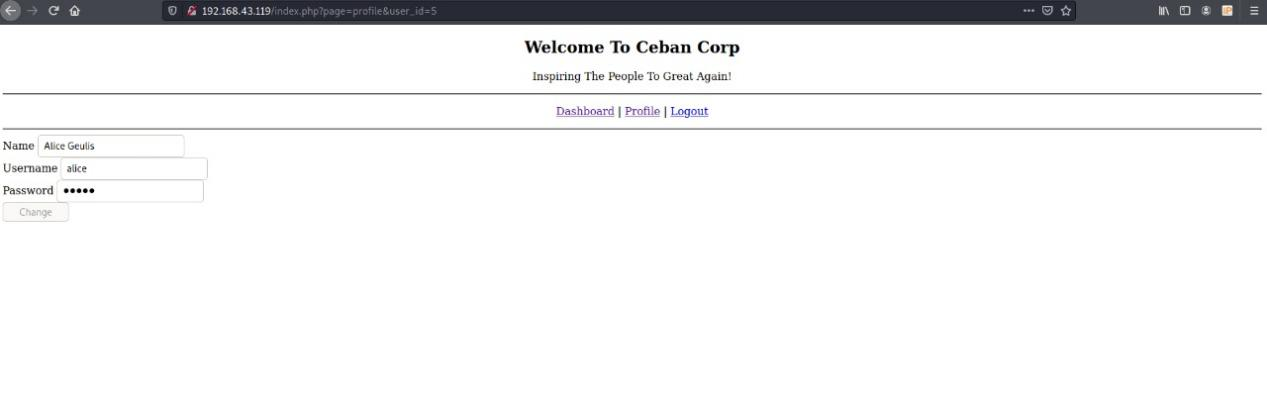 192.168.43.119/index.php?page=profile&user_id=5
Welcome To Ceban Corp
Inspiring The People To Great Again!
Dashboard | Profile | Logout
Name Alice Geulis
Username alice
Password •••••
Change